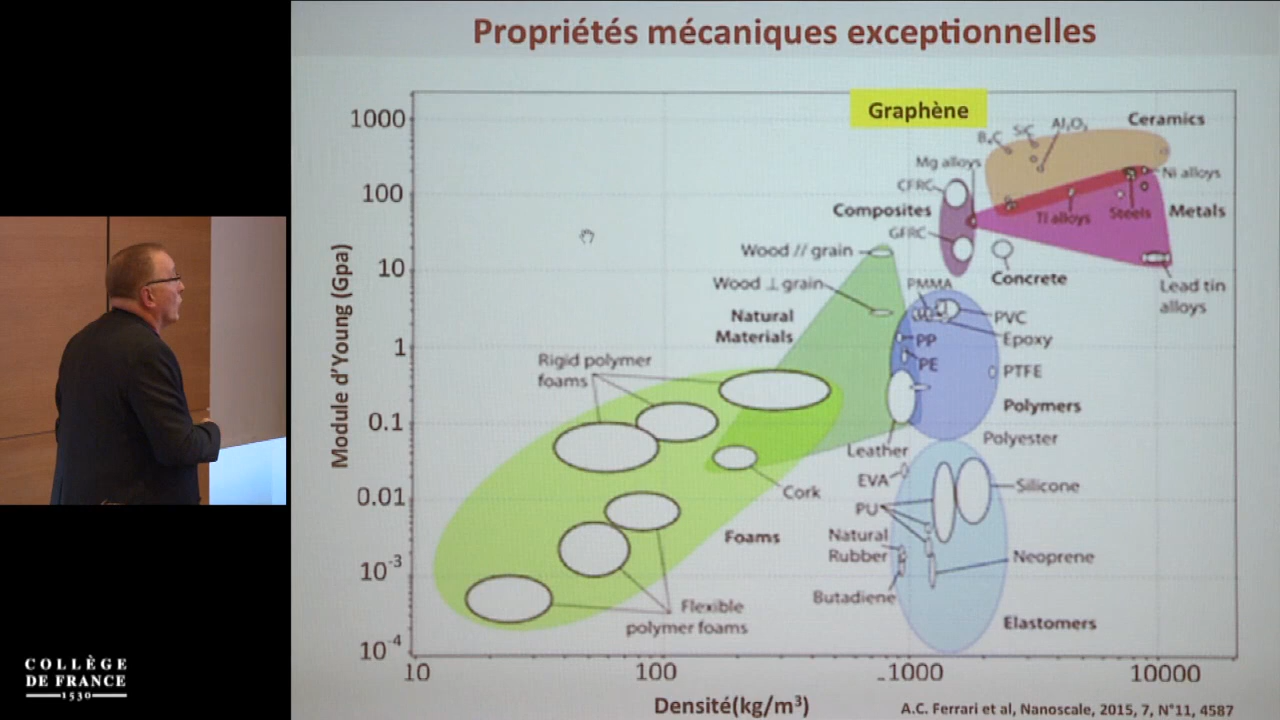 Propriétés mécaniques exceptionnelles
Graphène
1000
100
10
1
0.1
0.01
10-3
10-4
Module d'Young (Gpa)
B4C
SiC
Al2O3
Ceramics
Mg alloys
CFRC
Ni alloys
Composites
Ti alloys
Steels
Metals
GFRC
Wood // grain
Concrete
Wood ⊥ grain
PMMA
Lead tin
alloys
Natural
Materials
PVC
Epoxy
PP
PE
PTFE
Rigid polymer
foams
Polymers
Polyester
Leather
EVA
Cork
Silicone
PU
Foams
Natural
Rubber
Neoprene
Butadiene
Flexible
polymer foams
Elastomers
10
100
1000
10000
Densité(kg/m³)
A.C. Ferrari et al, Nanoscale, 2015, 7, N°11, 4587
COLLÈGE
DE FRANCE
1530